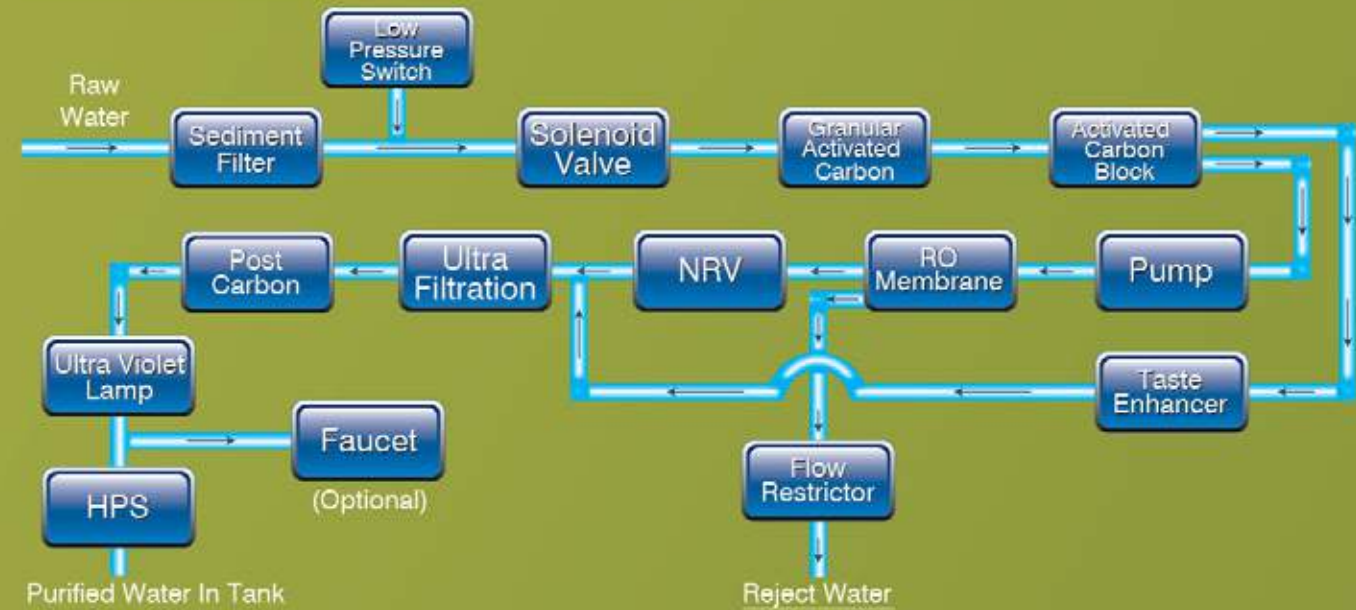 Low
Pressure
Switch
Raw
Water
Sediment
Filter
Solenoid
Valve
Granular
Activated
Carbon
Activated
Carbon
Block
Post
Carbon
Ultra
Filtration
NRV
RO
Membrane
Pump
Ultra Violet
Lamp
Taste
Enhancer
Faucet
(Optional)
Flow
Restrictor
HPS
Purified Water In Tank
Reject Water